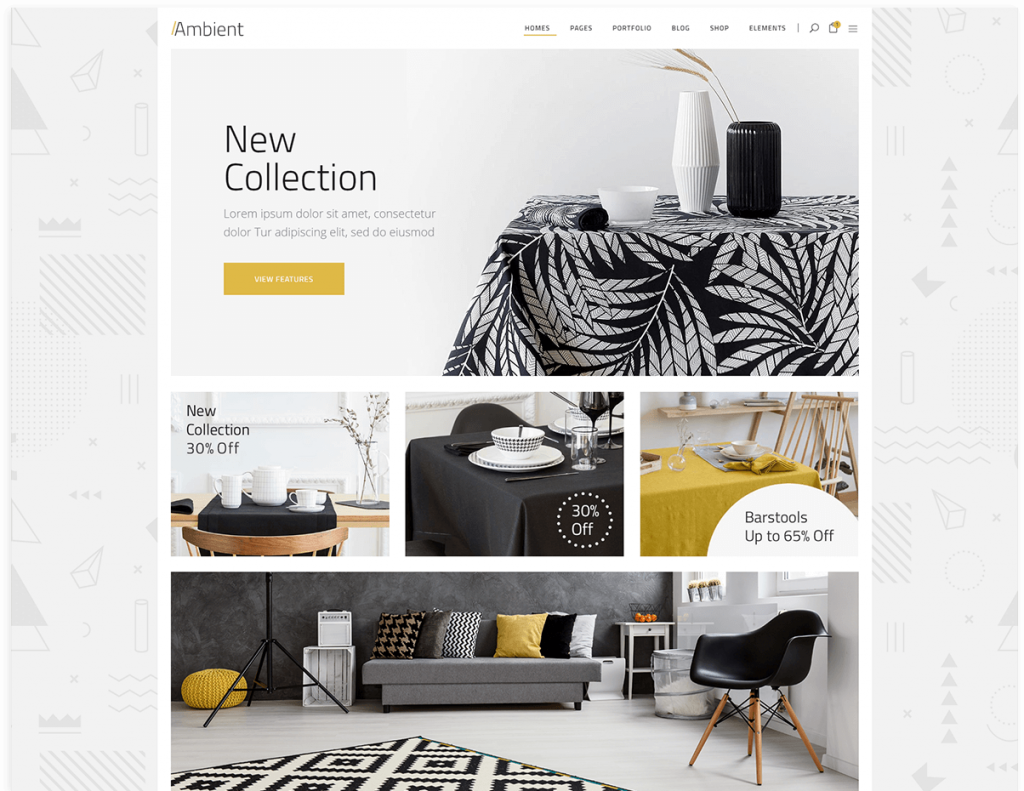 /Ambient
HOMES PAGES PORTFOLIO BLOG SHOP ELEMENTS
New
Collection
Lorem ipsum dolor sit amet, consectetur
dolor Tur adipiscing elit, sed do eiusmod
VIEW FEATURES
New
Collection
30% Off
30%
Off
Barstools
Up to 65% Off